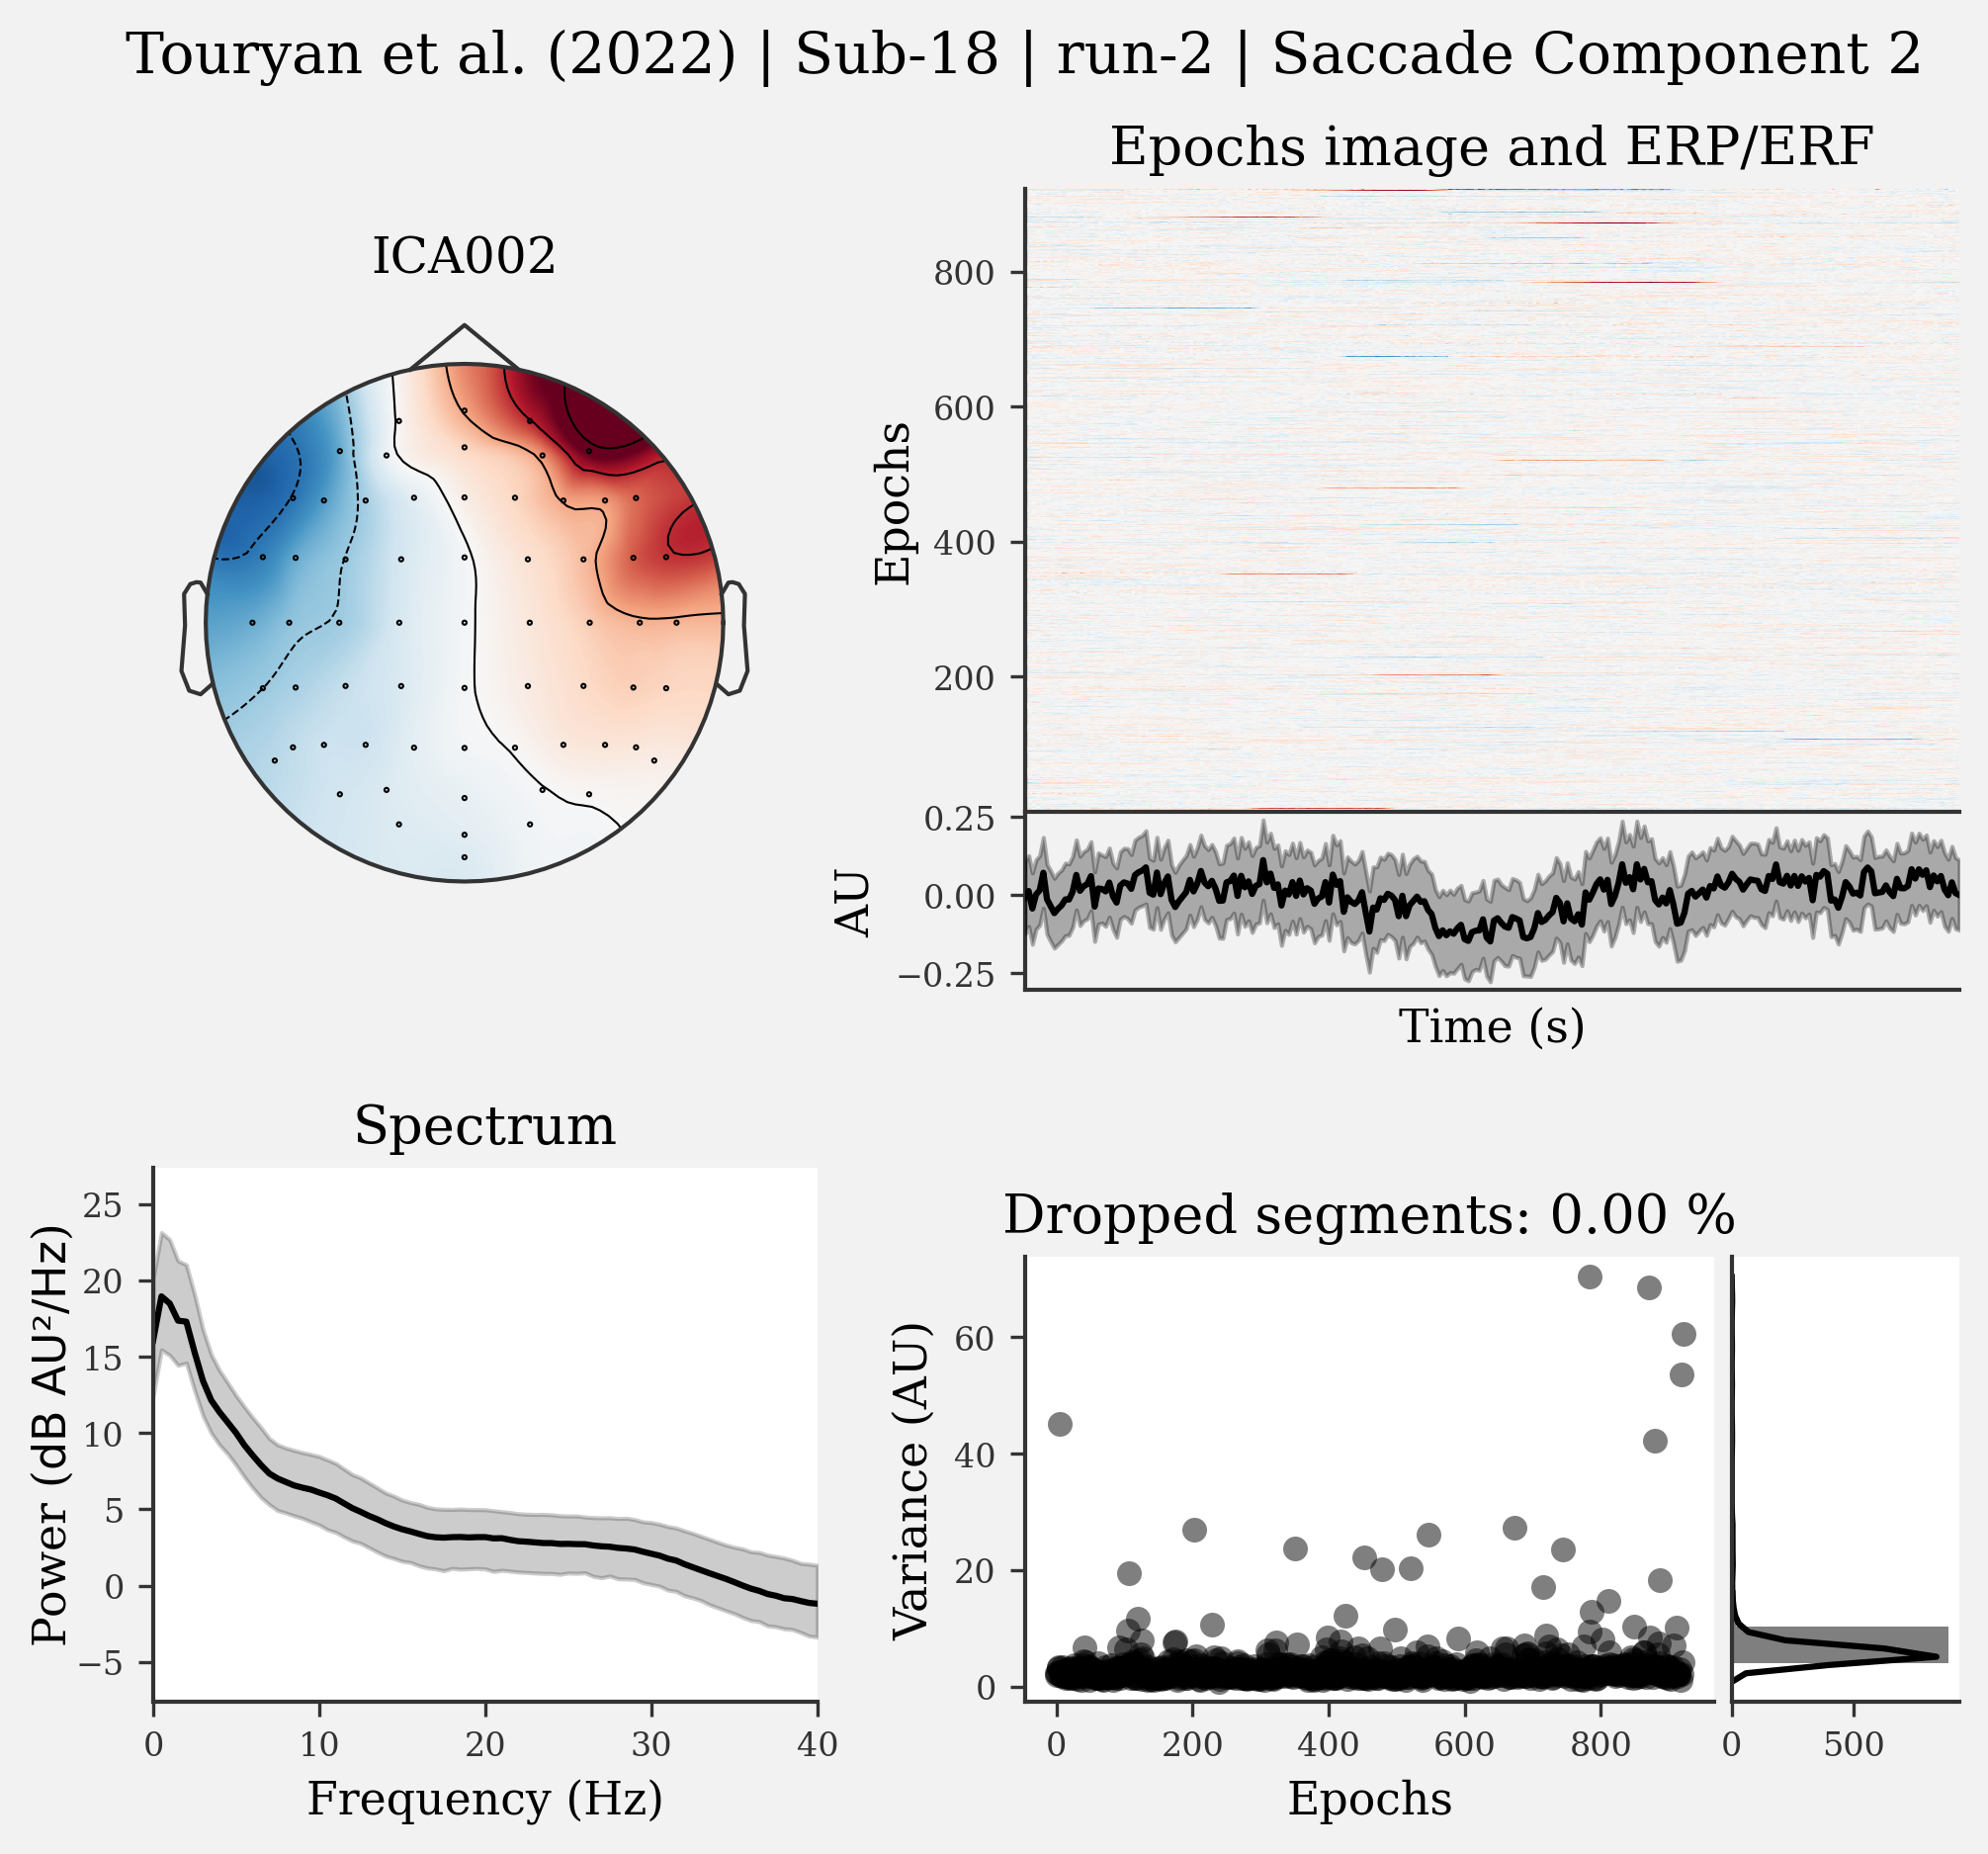 Touryan et al. (2022) | Sub-18 | run-2 | Saccade Component 2
ICA002
Epochs image and ERP/ERF
Epochs
800
600
400
200
AU
0.25
0.00
−0.25
Time (s)
Spectrum
Power (dB AU²/Hz)
25
20
15
10
5
0
−5
0 10 20 30 40
Frequency (Hz)
Dropped segments: 0.00 %
Variance (AU)
60
40
20
0
0 200 400 600 800
0 500
Epochs